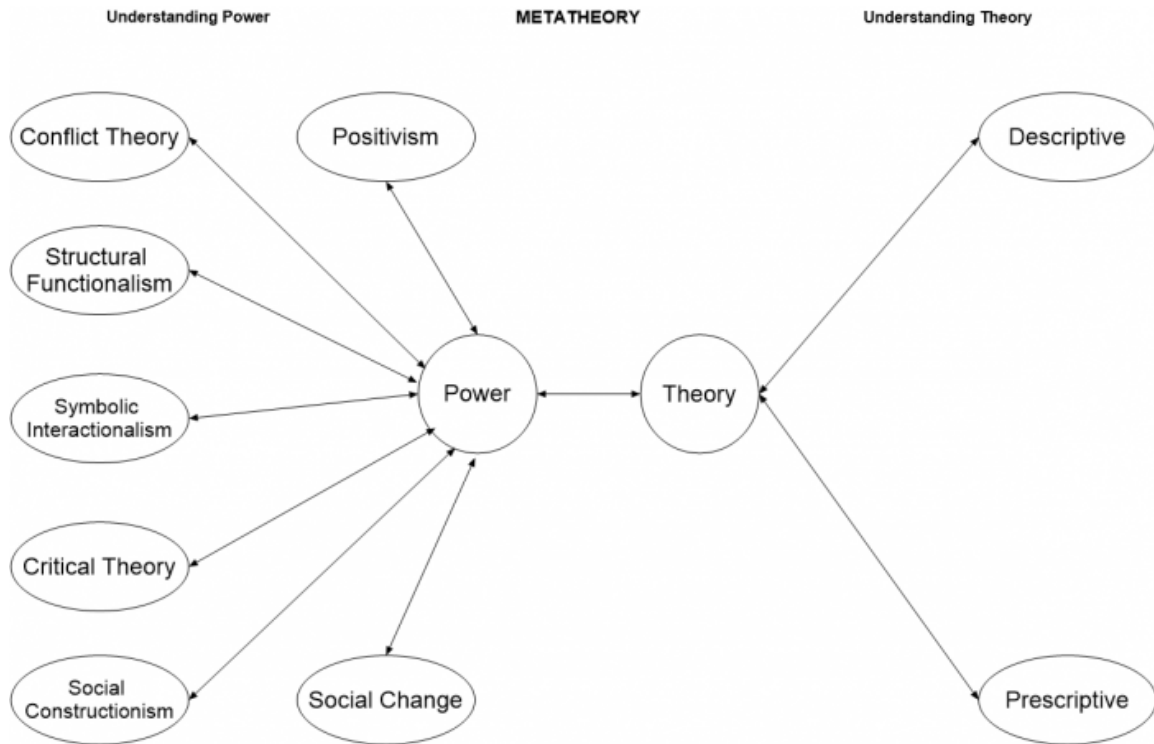 Understanding Power
METATHEORY
Understanding Theory
Conflict Theory
Positivism
Descriptive
Structural
Functionalism
Power
Theory
Symbolic
Interactionalism
Critical Theory
Social
Constructionism
Social Change
Prescriptive